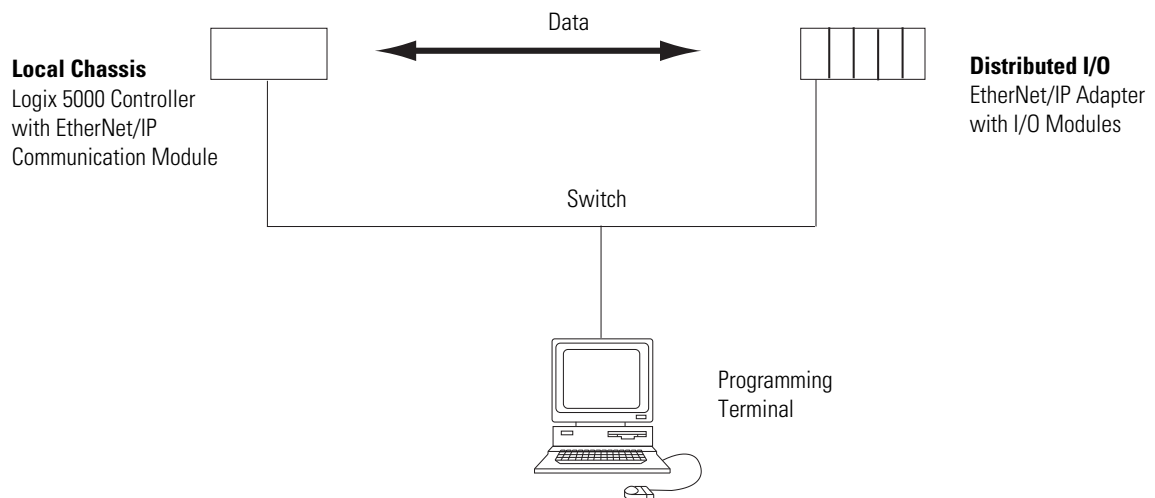 Data
Local Chassis
Logix 5000 Controller
with EtherNet/IP
Communication Module
Distributed I/O
EtherNet/IP Adapter
with I/O Modules
Switch
Programming
Terminal